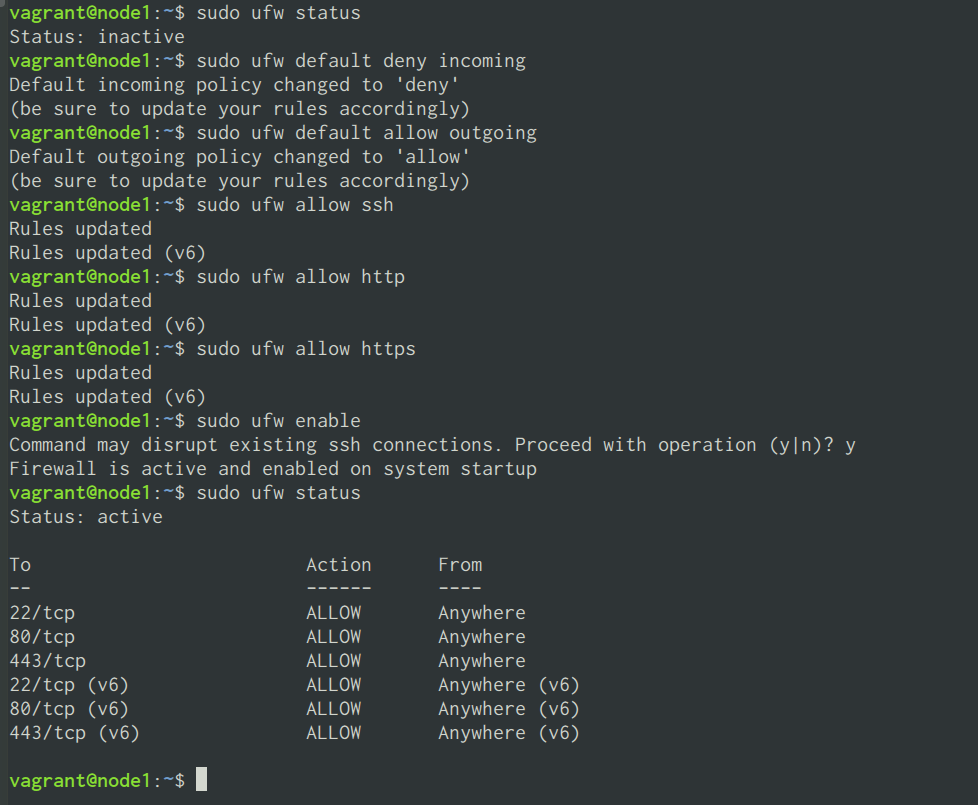 vagrant@node1:~$ sudo ufw status
Status: inactive
vagrant@node1:~$ sudo ufw default deny incoming
Default incoming policy changed to 'deny'
(be sure to update your rules accordingly)
vagrant@node1:~$ sudo ufw default allow outgoing
Default outgoing policy changed to 'allow'
(be sure to update your rules accordingly)
vagrant@node1:~$ sudo ufw allow ssh
Rules updated
Rules updated (v6)
vagrant@node1:~$ sudo ufw allow http
Rules updated
Rules updated (v6)
vagrant@node1:~$ sudo ufw allow https
Rules updated
Rules updated (v6)
vagrant@node1:~$ sudo ufw enable
Command may disrupt existing ssh connections. Proceed with operation (y|n)? y
Firewall is active and enabled on system startup
vagrant@node1:~$ sudo ufw status
Status: active

To                         Action      From
--                         ------      ----
22/tcp                     ALLOW       Anywhere
80/tcp                     ALLOW       Anywhere
443/tcp                    ALLOW       Anywhere
22/tcp (v6)                ALLOW       Anywhere (v6)
80/tcp (v6)                ALLOW       Anywhere (v6)
443/tcp (v6)               ALLOW       Anywhere (v6)

vagrant@node1:~$